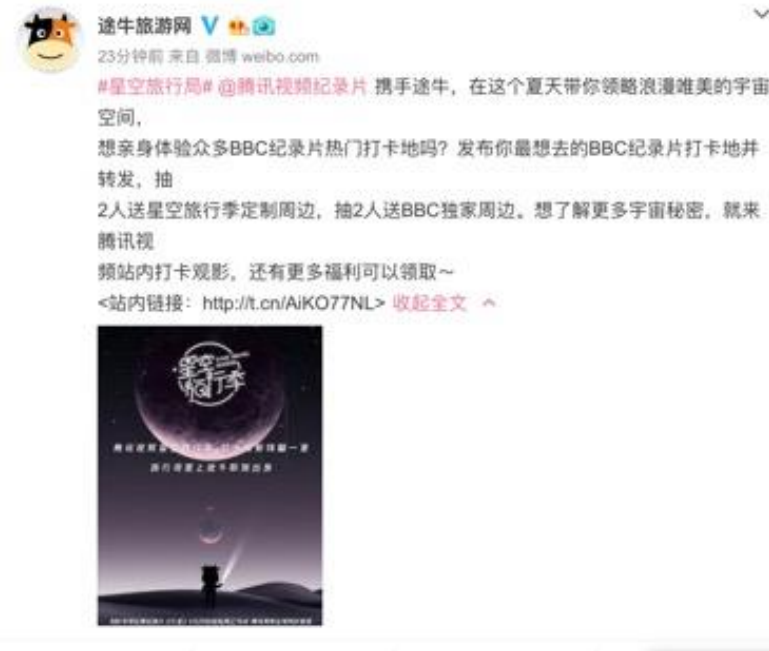 途牛旅游网
23分钟前 来自 微博 weibo.com
#星空旅行局# @腾讯视频纪录片 携手途牛，在这个夏天带你领略浪漫唯美的宇宙
空间，
想亲身体验众多BBC纪录片热门打卡地吗？发布你最想去的BBC纪录片打卡地并
转发，抽
2人送星空旅行季定制周边，抽2人送BBC独家周边。想了解更多宇宙秘密，就来
腾讯视
频站内打卡观影，还有更多福利可以领取～
<站内链接：http://t.cn/AiKO77NL> 收起全文
星空
旅行季